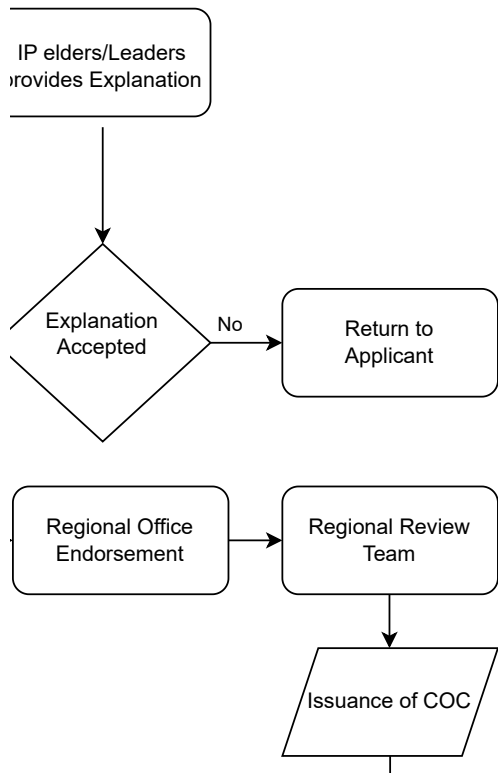 IP elders/Leaders
provides Explanation
Explanation
Accepted
No
Return to
Applicant
Regional Office
Endorsement
Regional Review
Team
Issuance of COC